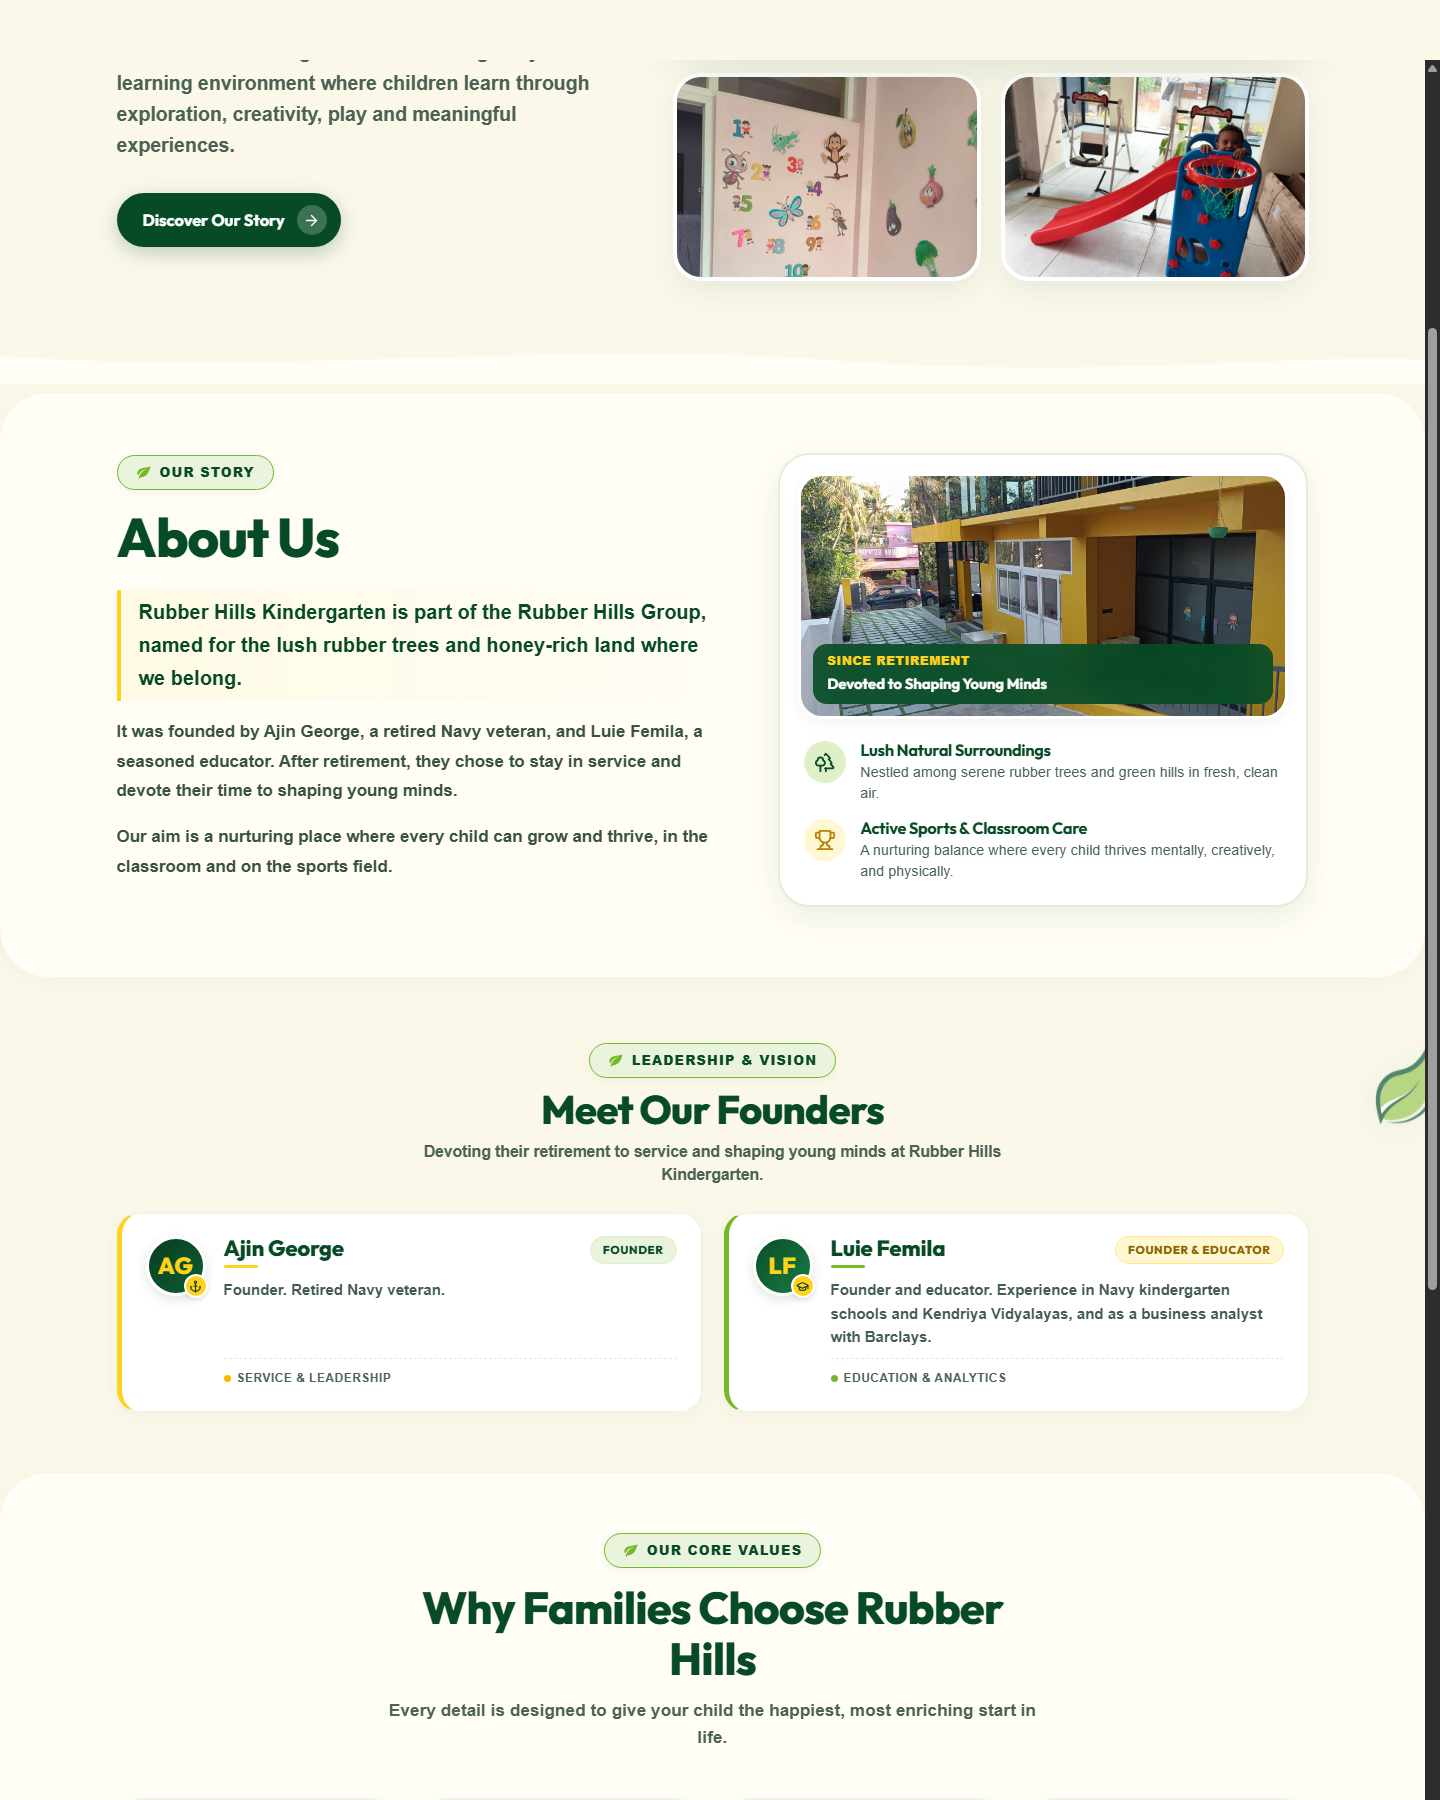 learning environment where children learn through
exploration, creativity, play and meaningful
experiences.
Discover Our Story
1
2
3
4
5
6
7
8
9
10
OUR STORY
About Us
Rubber Hills Kindergarten is part of the Rubber Hills Group,
named for the lush rubber trees and honey-rich land where
we belong.
It was founded by Ajin George, a retired Navy veteran, and Luie Femila, a
seasoned educator. After retirement, they chose to stay in service and
devote their time to shaping young minds.
Our aim is a nurturing place where every child can grow and thrive, in the
classroom and on the sports field.
SINCE RETIREMENT
Devoted to Shaping Young Minds
Lush Natural Surroundings
Nestled among serene rubber trees and green hills in fresh, clean
air.
Active Sports & Classroom Care
A nurturing balance where every child thrives mentally, creatively,
and physically.
LEADERSHIP & VISION
Meet Our Founders
Devoting their retirement to service and shaping young minds at Rubber Hills
Kindergarten.
AG
Ajin George
FOUNDER
Founder. Retired Navy veteran.
SERVICE & LEADERSHIP
LF
Luie Femila
FOUNDER & EDUCATOR
Founder and educator. Experience in Navy kindergarten
schools and Kendriya Vidyalayas, and as a business analyst
with Barclays.
EDUCATION & ANALYTICS
OUR CORE VALUES
Why Families Choose Rubber
Hills
Every detail is designed to give your child the happiest, most enriching start in
life.